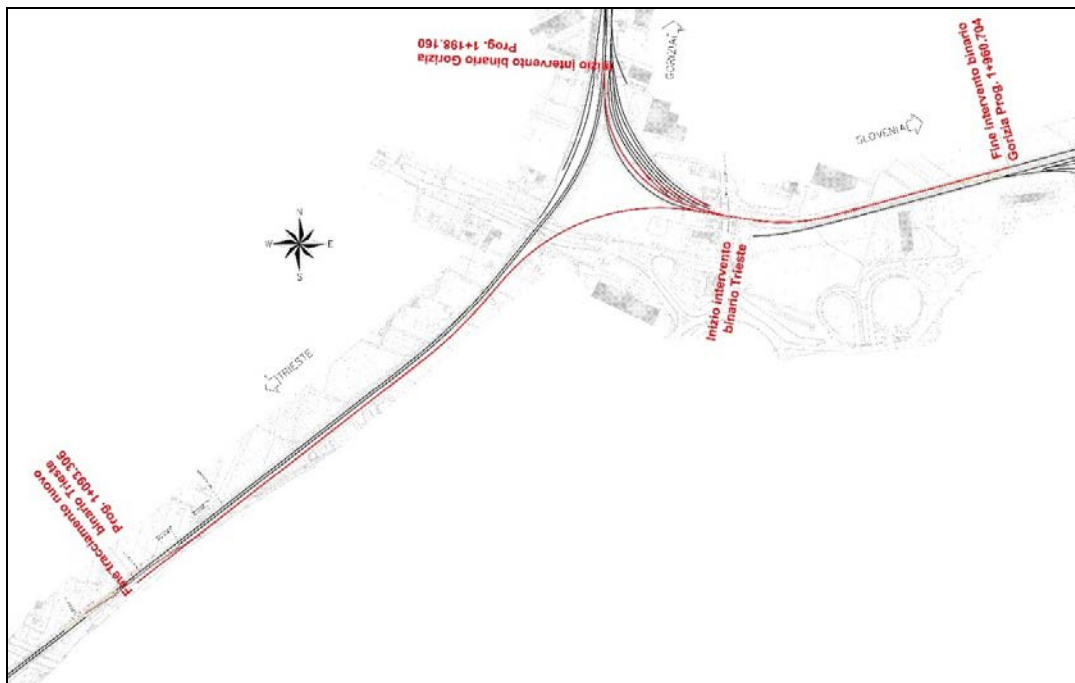 Inizio intervento binario Gorizia
Prog. 1+198.160
GORIZIA
SLOVENIA
Fine intervento binario
Gorizia Prog. 1+960.704
N
W
E
S
Inizio intervento
binario Trieste
TRIESTE
Fine tracciamento nuovo
binario Trieste
Prog. 1+093.306